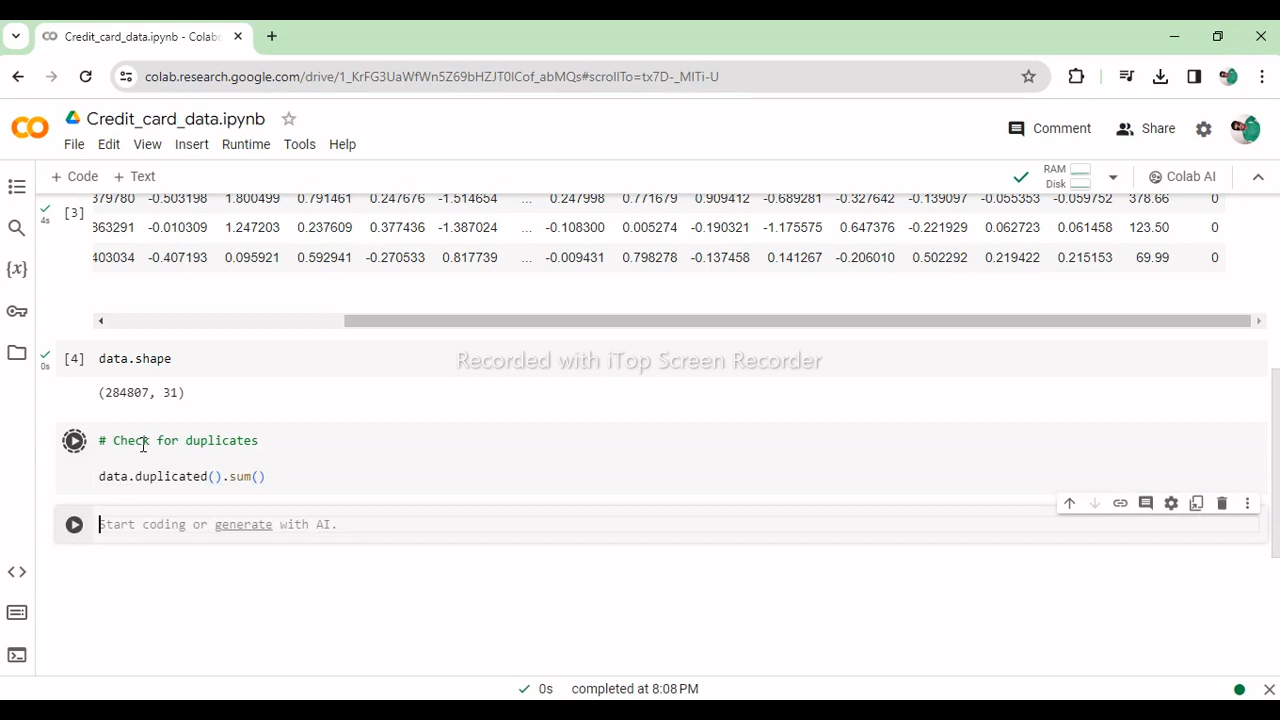 Credit_card_data.ipynb - Colab
colab.research.google.com/drive/1_KrFG3UaWfWn5Z69bHZJT0ICof_abMQs#scrollTo=tx7D-_MITi-U
Credit_card_data.ipynb
Comment
Share
File Edit View Insert Runtime Tools Help
+ Code + Text
RAM
Disk
Colab AI
[3]
4s
379780 -0.503198 1.800499 0.791461 0.247676 -1.514654 ... 0.247998 0.771679 0.909412 -0.689281 -0.327642 -0.139097 -0.055353 -0.059752 378.66 0
363291 -0.010309 1.247203 0.237609 0.377436 -1.387024 ... -0.108300 0.005274 -0.190321 -1.175575 0.647376 -0.221929 0.062723 0.061458 123.50 0
403034 -0.407193 0.095921 0.592941 -0.270533 0.817739 ... -0.009431 0.798278 -0.137458 0.141267 -0.206010 0.502292 0.219422 0.215153 69.99 0
[4] data.shape
0s
Recorded with iTop Screen Recorder
(284807, 31)
# Check for duplicates
data.duplicated().sum()
Start coding or generate with AI.
0s completed at 8:08 PM